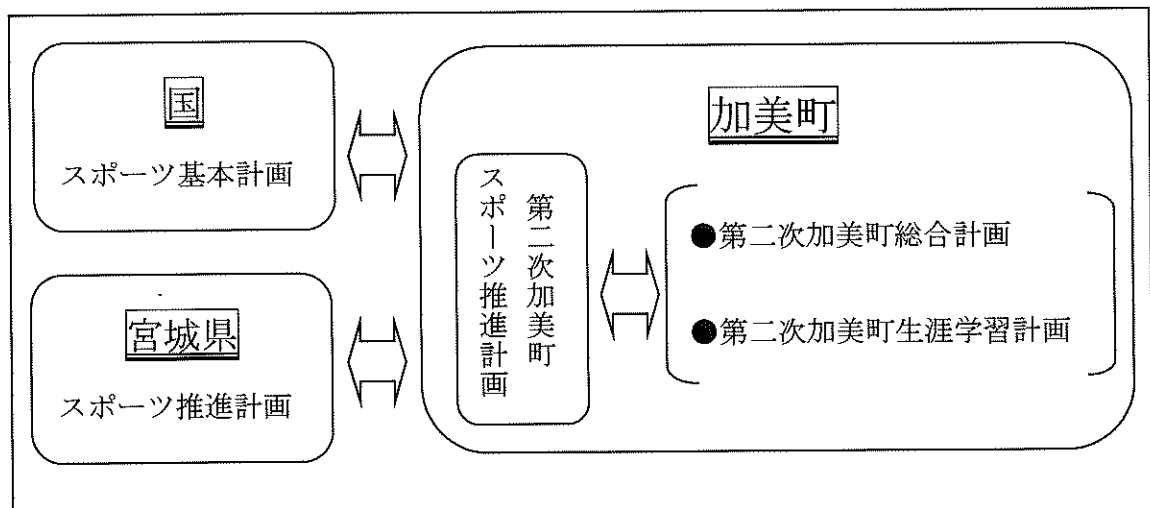 国
スポーツ基本計画
宮城県
スポーツ推進計画
加美町
第二次加美町
スポーツ推進計画
●第二次加美町総合計画
●第二次加美町生涯学習計画